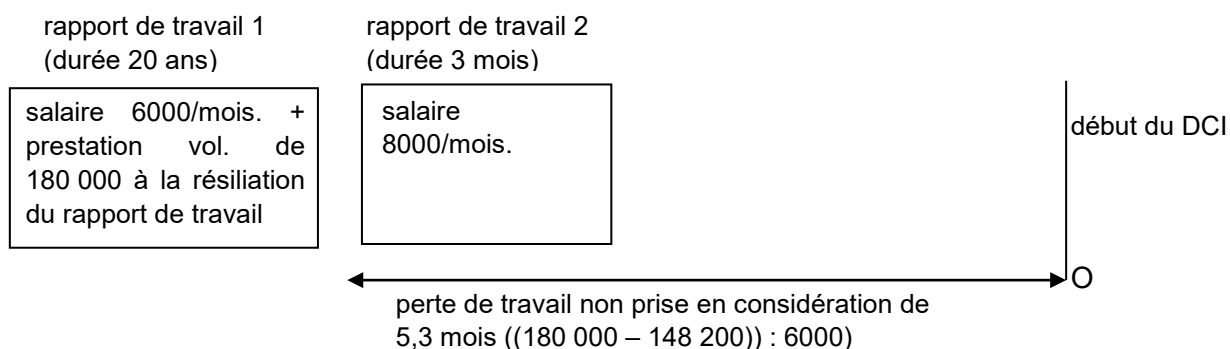 rapport de travail 1
(durée 20 ans)
rapport de travail 2
(durée 3 mois)
salaire 6000/mois. +
prestation vol. de
180 000 à la résiliation
du rapport de travail
salaire
8000/mois.
début du DCI
O
perte de travail non prise en considération de
5,3 mois ((180 000 – 148 200)) : 6000)